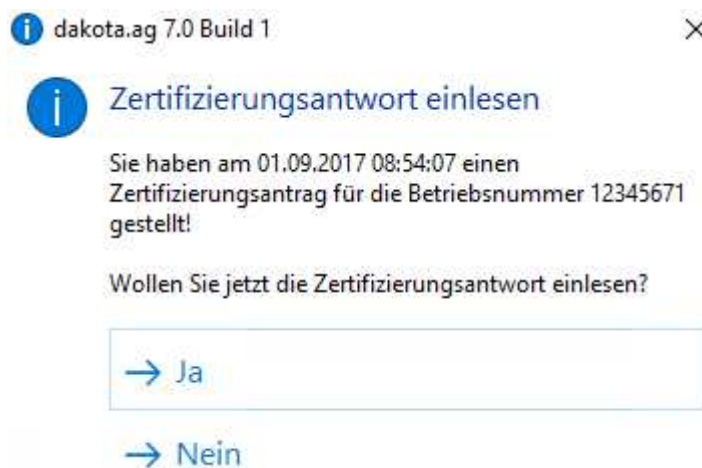 dakota.ag 7.0 Build 1
Zertifizierungsantwort einlesen
Sie haben am 01.09.2017 08:54:07 einen
Zertifizierungsantrag für die Betriebsnummer 12345671
gestellt!
Wollen Sie jetzt die Zertifizierungsantwort einlesen?
Ja
Nein